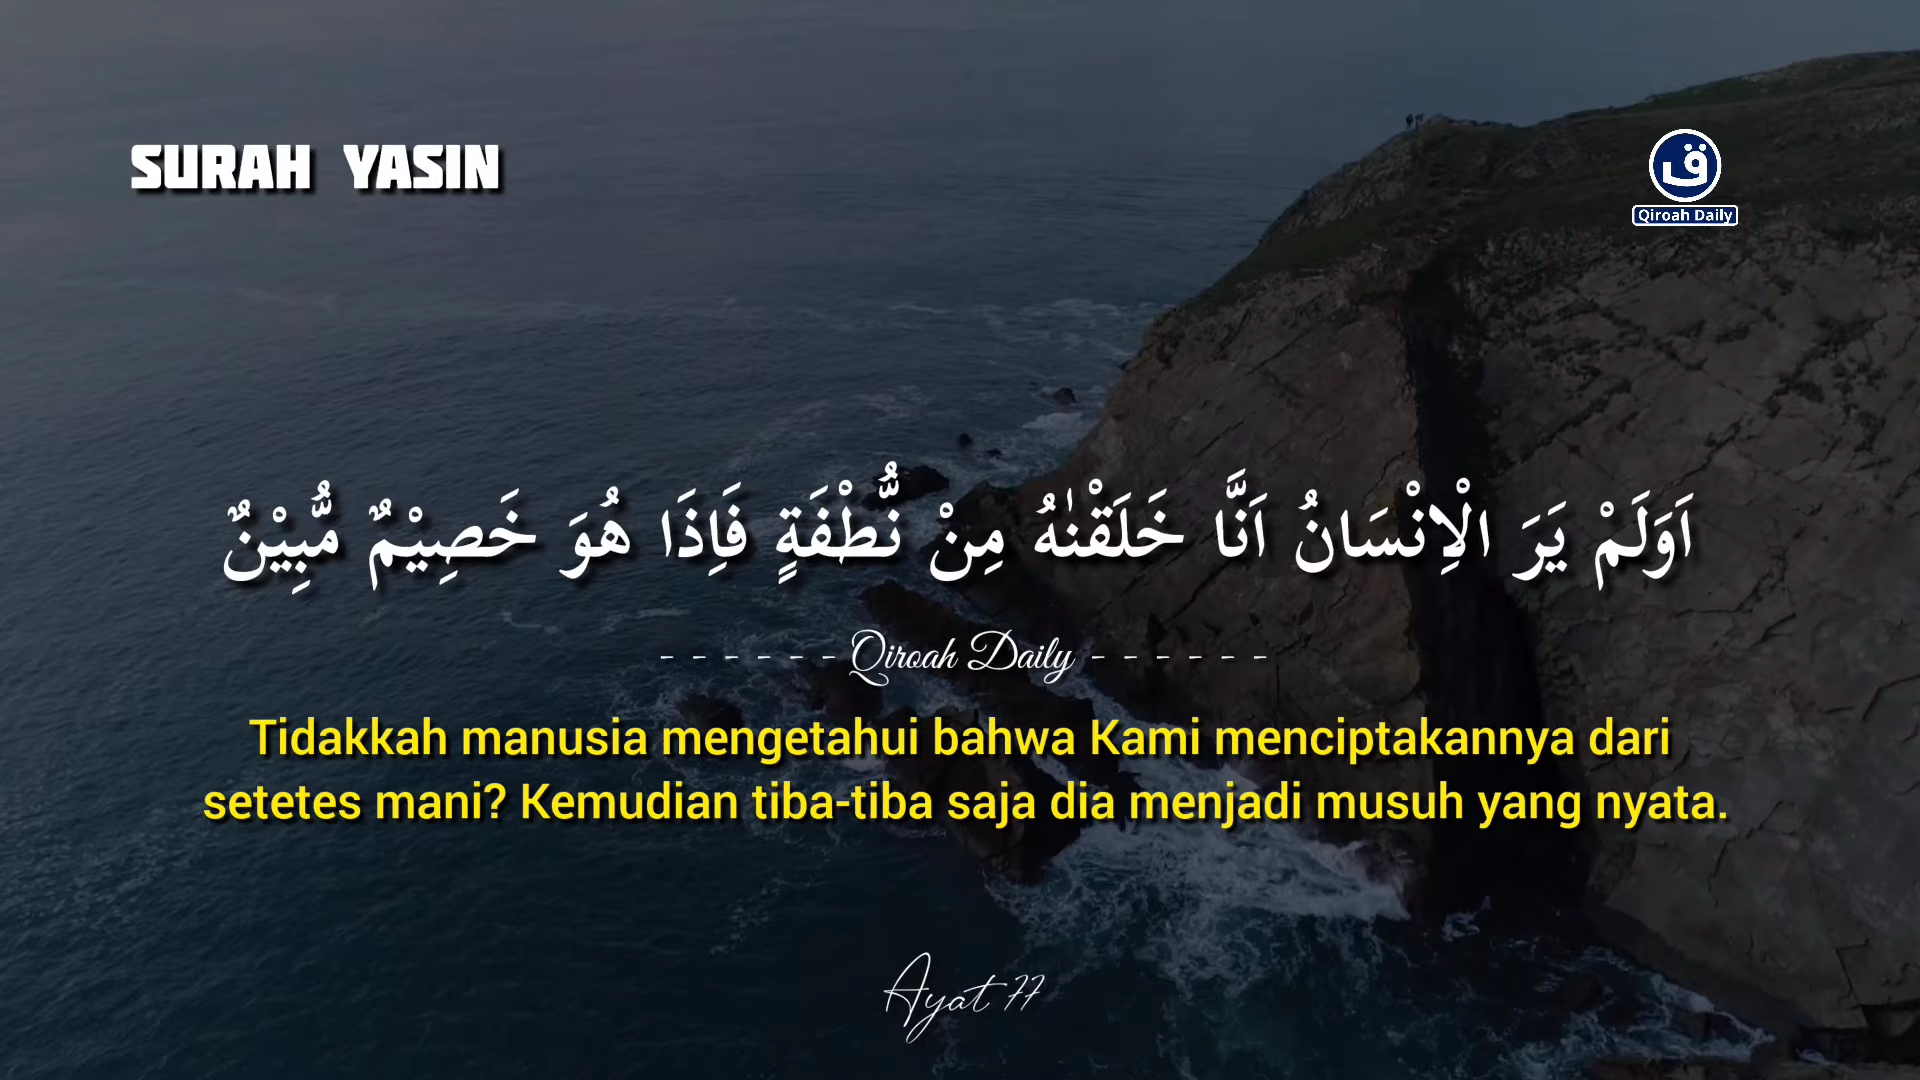 SURAH YASIN
ق
Qiroah Daily
اَوَلَمْ يَرَ الْاِنْسَانُ اَنَّا خَلَقْنٰهُ مِنْ نُّطْفَةٍ فَاِذَا هُوَ خَصِيْمٌ مُّبِيْنٌ
- - - - - - Qiroah Daily - - - - - -
Tidakkah manusia mengetahui bahwa Kami menciptakannya dari
setetes mani? Kemudian tiba-tiba saja dia menjadi musuh yang nyata.
Ayat 77